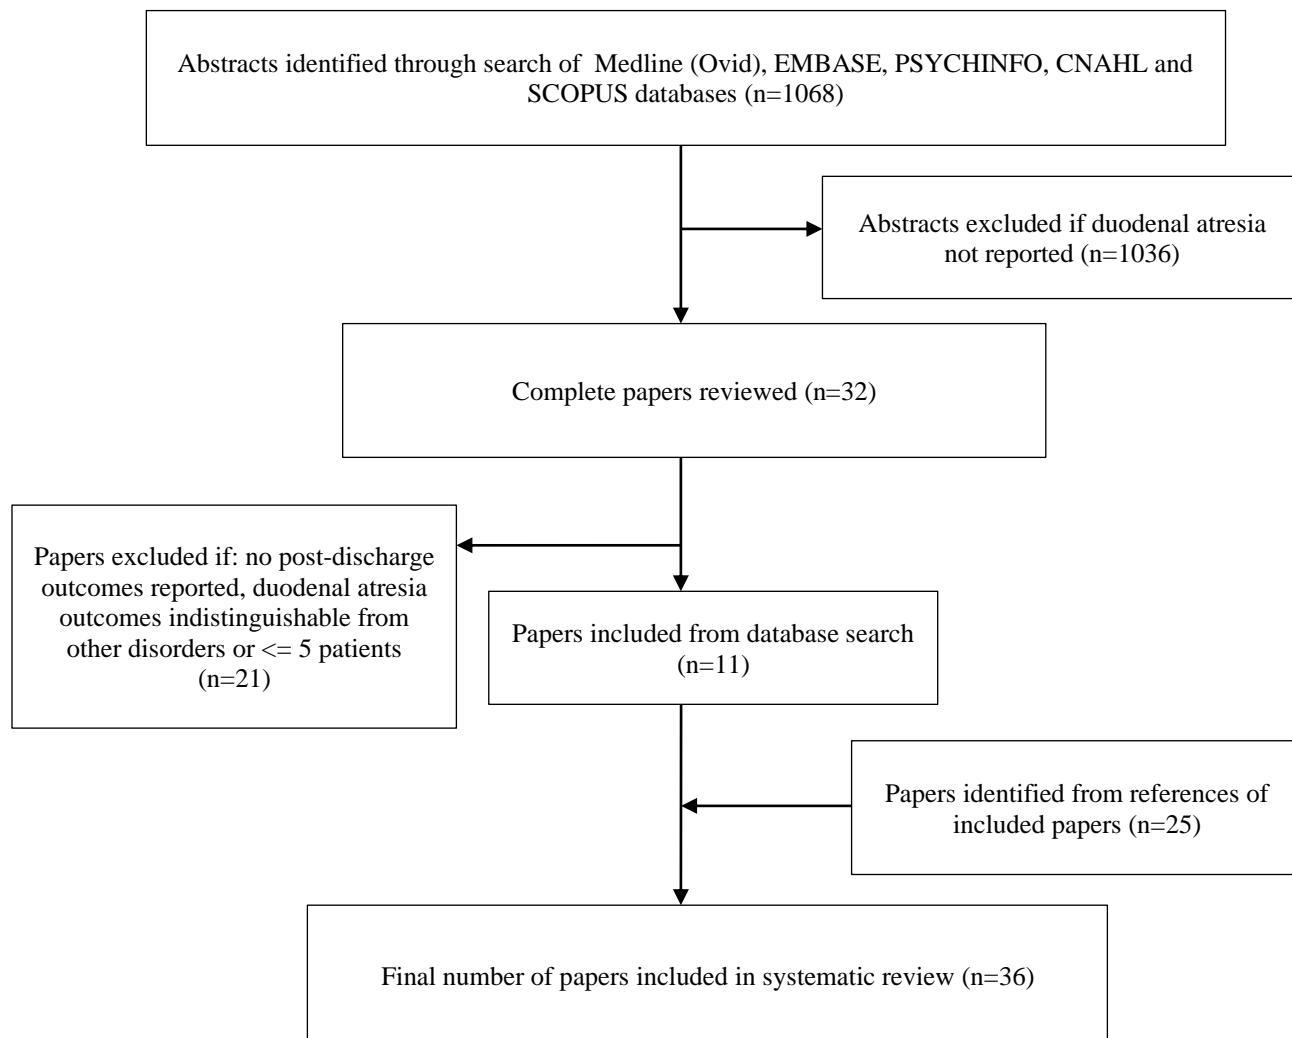 Abstracts identified through search of  Medline (Ovid), EMBASE, PSYCHINFO, CNAHL and
SCOPUS databases (n=1068)
Abstracts excluded if duodenal atresia
not reported (n=1036)
Complete papers reviewed (n=32)
Papers excluded if: no post-discharge
outcomes reported, duodenal atresia
outcomes indistinguishable from
other disorders or <= 5 patients
(n=21)
Papers included from database search
(n=11)
Papers identified from references of
included papers (n=25)
Final number of papers included in systematic review (n=36)